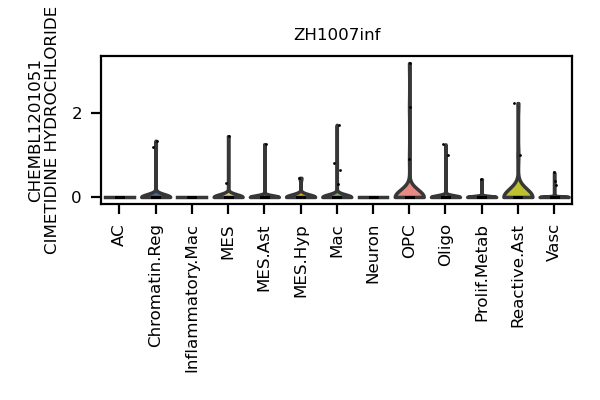 ZH1007inf
CHEMBL1201051
CIMETIDINE HYDROCHLORIDE
2
0
AC
Chromatin.Reg
Inflammatory.Mac
MES
MES.Ast
MES.Hyp
Mac
Neuron
OPC
Oligo
Prolif.Metab
Reactive.Ast
Vasc